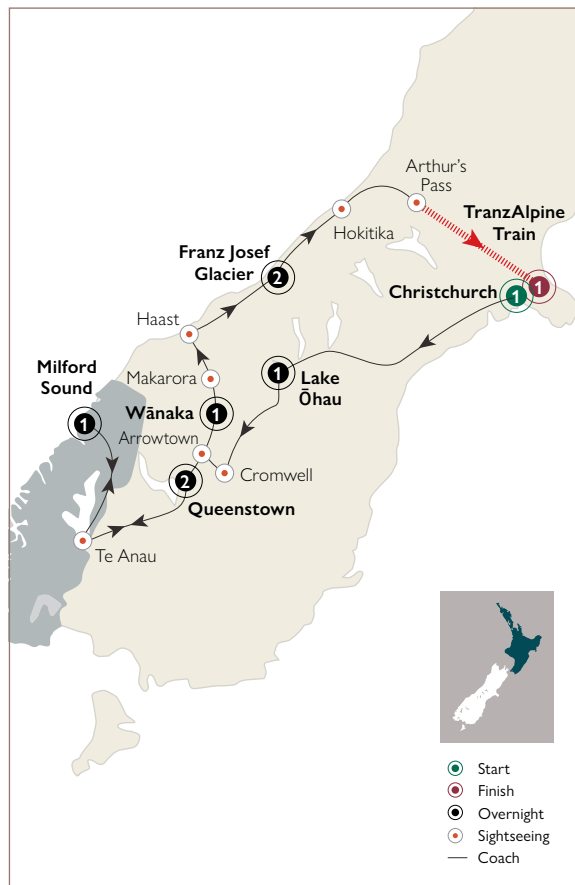 Arthur's
Pass
TranzAlpine
Train
Hokitika
Franz Josef
Glacier
2
Christchurch
1
1
Haast
Milford
Sound
1
Makarora
1
Lake
Ōhau
Wānaka
1
Arrowtown
Cromwell
2
Queenstown
Te Anau
Start
Finish
Overnight
Sightseeing
Coach